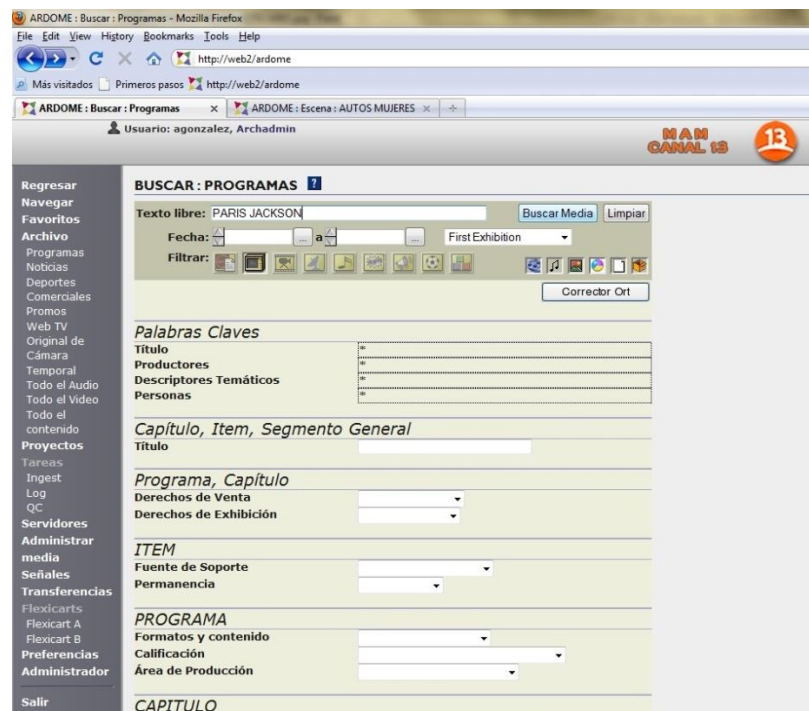 ARDOME : Buscar : Programas - Mozilla Firefox
File Edit View History Bookmarks Tools Help
http://web2/ardome
Más visitados Primeros pasos http://web2/ardome
ARDOME : Buscar : Programas × ARDOME : Escena : AUTOS MUJERES ×
Usuario: agonzalez, Archadmin
MAM
CANAL 13
13
Regresar
Navegar
Favoritos
Archivo
Programas
Noticias
Deportes
Comerciales
Promos
Web TV
Original de
Cámara
Temporal
Todo el Audio
Todo el Video
Todo el
contenido
Proyectos
Tareas
Ingest
Log
QC
Servidores
Administrar
media
Señales
Transferencias
Flexicarts
Flexicart A
Flexicart B
Preferencias
Administrador
Salir
BUSCAR : PROGRAMAS ?
Texto libre: PARIS JACKSON Buscar Media Limpiar
Fecha: ... a ... First Exhibition
Filtrar:
Corrector Ort
Palabras Claves
Título *
Productores *
Descriptores Temáticos *
Personas *
Capítulo, Item, Segmento General
Título
Programa, Capítulo
Derechos de Venta
Derechos de Exhibición
ITEM
Fuente de Soporte
Permanencia
PROGRAMA
Formatos y contenido
Calificación
Área de Producción
CAPITULO